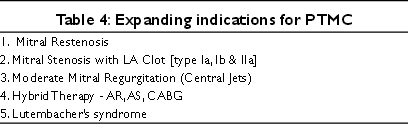 Table 4: Expanding indications for PTMC
1. Mitral Restenosis
2. Mitral Stenosis with LA Clot [type Ia, Ib & IIa]
3. Moderate Mitral Regurgitation (Central Jets)
4. Hybrid Therapy - AR, AS, CABG
5. Lutembacher's syndrome